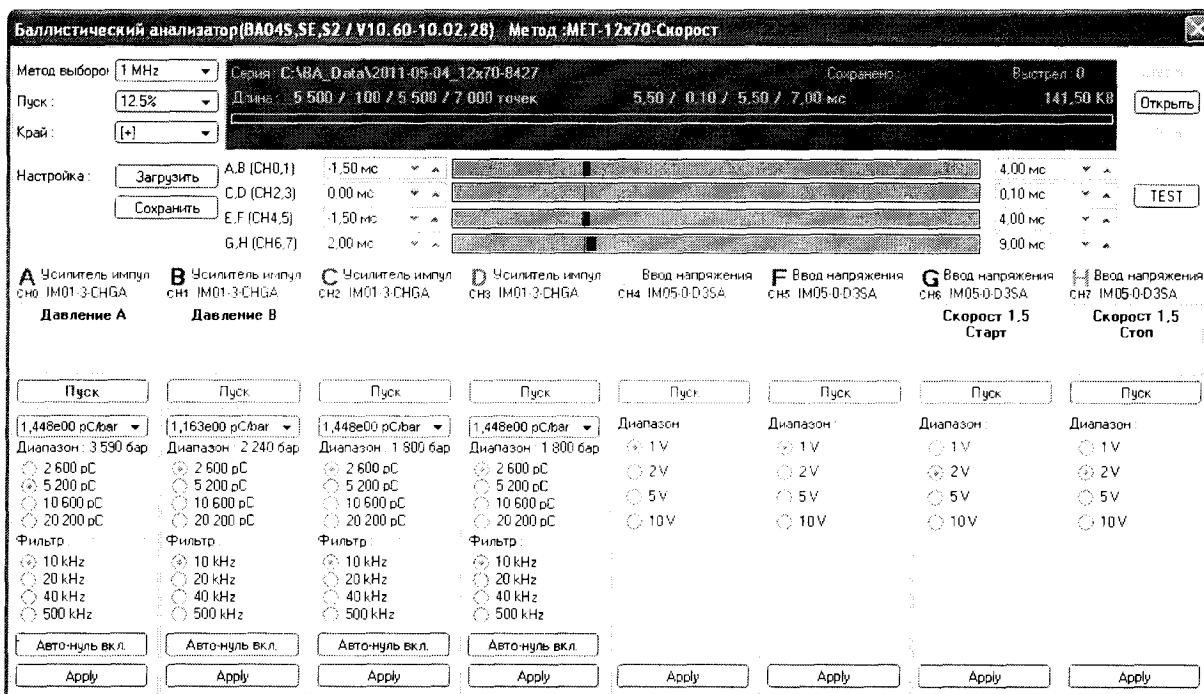 Баллистический анализатор(BA04S,SE,S2 / V10.60-10.02.28) Метод :MET-12x70-Скорост
Метод выборо 1 MHz
Пуск : 12.5%
Край : [+]
Серия: C:\BA_Data\2011-05-04_12x70-8427 Сохранено: Выстрел: 0
Длина: 5 500 / 100 / 5 500 / 7 000 точек 5,50 / 0,10 / 5,50 / 7,00 мс 141,50 KB
Открыть
Настройка : Загрузить
Сохранить
A,B (CH0,1) -1,50 мс 4,00 мс
C,D (CH2,3) 0,00 мс 0,10 мс
E,F (CH4,5) -1,50 мс 4,00 мс
G,H (CH6,7) 2,00 мс 9,00 мс
TEST
A Усилитель импул B Усилитель импул C Усилитель импул D Усилитель импул Ввод напряжения F Ввод напряжения G Ввод напряжения H Ввод напряжения
CH0 IM01-3-CHGA CH1 IM01-3-CHGA CH2 IM01-3-CHGA CH3 IM01-3-CHGA CH4 IM05-0-D3SA CH5 IM05-0-D3SA CH6 IM05-0-D3SA CH7 IM05-0-D3SA
Давление A Давление B Скорост 1,5 Скорост 1,5
Старт Стоп
Пуск Пуск Пуск Пуск Пуск Пуск Пуск Пуск
1,448e00 pC/bar 1,163e00 pC/bar 1,448e00 pC/bar 1,448e00 pC/bar Диапазон Диапазон : Диапазон : Диапазон :
Диапазон : 3 590 бар Диапазон : 2 240 бар Диапазон : 1 800 бар Диапазон : 1 800 бар
2 600 pC 2 600 pC 2 600 pC 2 600 pC 1 V 1 V 1 V 1 V
5 200 pC 5 200 pC 5 200 pC 5 200 pC 2 V 2 V 2 V 2 V
10 600 pC 10 600 pC 10 600 pC 10 600 pC 5 V 5 V 5 V 5 V
20 200 pC 20 200 pC 20 200 pC 20 200 pC 10 V 10 V 10 V 10 V
Фильтр : Фильтр : Фильтр : Фильтр :
10 kHz 10 kHz 10 kHz 10 kHz
20 kHz 20 kHz 20 kHz 20 kHz
40 kHz 40 kHz 40 kHz 40 kHz
500 kHz 500 kHz 500 kHz 500 kHz
Авто-нуль вкл. Авто-нуль вкл. Авто-нуль вкл. Авто-нуль вкл.
Apply Apply Apply Apply Apply Apply Apply Apply